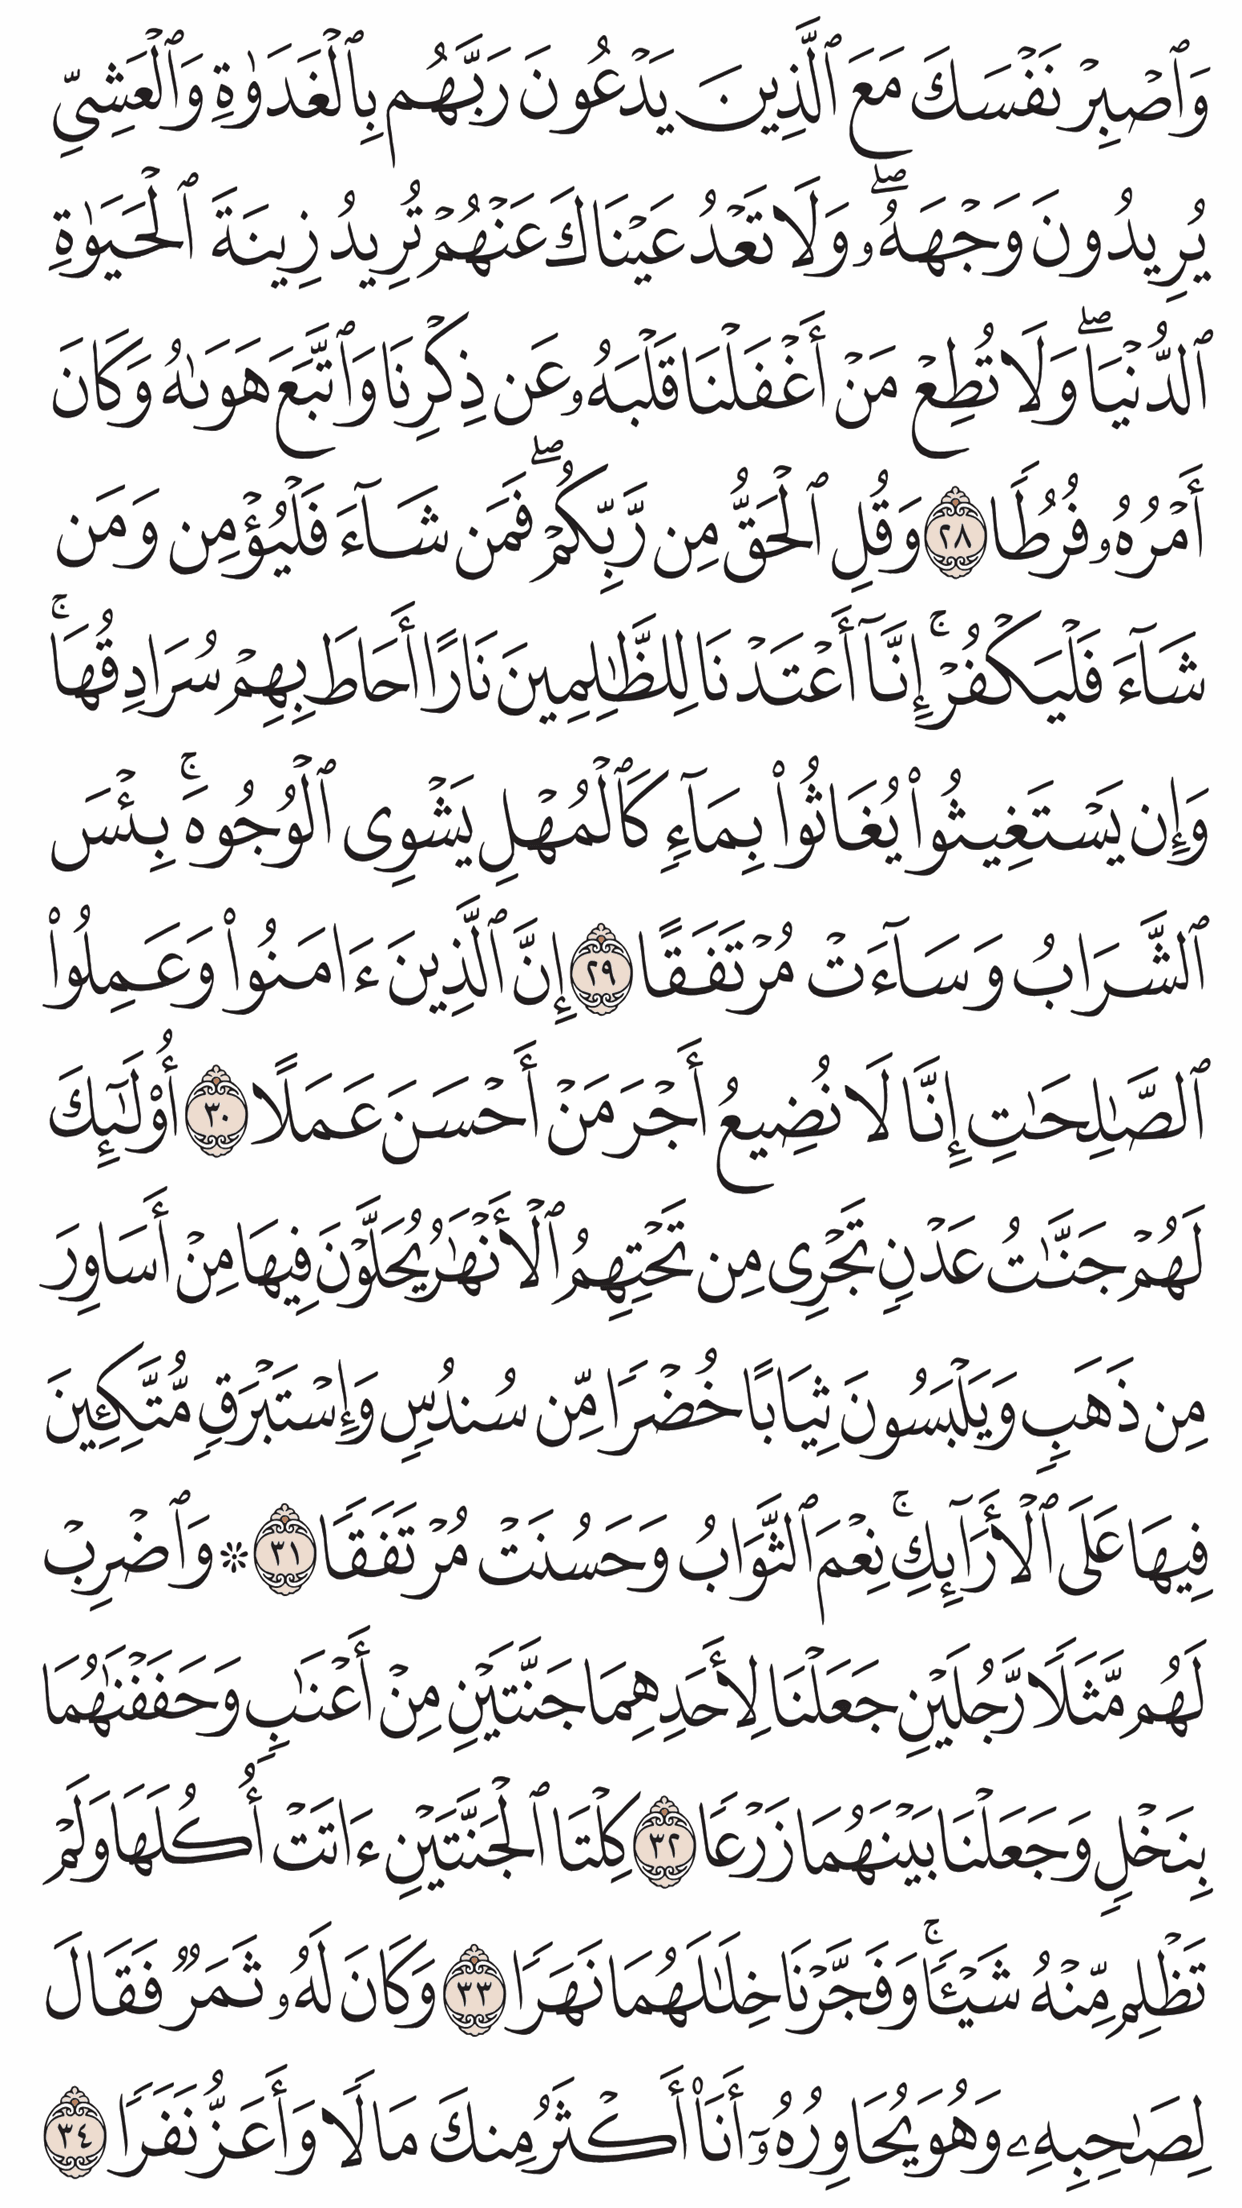 وَٱصۡبِرۡ نَفۡسَكَ مَعَ ٱلَّذِينَ يَدۡعُونَ رَبَّهُم بِٱلۡغَدَوٰةِ وَٱلۡعَشِيِّ
يُرِيدُونَ وَجۡهَهُۥۖ وَلَا تَعۡدُ عَيۡنَاكَ عَنۡهُمۡ تُرِيدُ زِينَةَ ٱلۡحَيَوٰةِ
ٱلدُّنۡيَاۖ وَلَا تُطِعۡ مَنۡ أَغۡفَلۡنَا قَلۡبَهُۥ عَن ذِكۡرِنَا وَٱتَّبَعَ هَوَىٰهُ وَكَانَ
أَمۡرُهُۥ فُرُطٗا ٢٨ وَقُلِ ٱلۡحَقُّ مِن رَّبِّكُمۡۖ فَمَن شَآءَ فَلۡيُؤۡمِن وَمَن
شَآءَ فَلۡيَكۡفُرۡۚ إِنَّآ أَعۡتَدۡنَا لِلظَّٰلِمِينَ نَارًا أَحَاطَ بِهِمۡ سُرَادِقُهَاۚ
وَإِن يَسۡتَغِيثُواْ يُغَاثُواْ بِمَآءٖ كَٱلۡمُهۡلِ يَشۡوِي ٱلۡوُجُوهَۚ بِئۡسَ
ٱلشَّرَابُ وَسَآءَتۡ مُرۡتَفَقًا ٢٩ إِنَّ ٱلَّذِينَ ءَامَنُواْ وَعَمِلُواْ
ٱلصَّٰلِحَٰتِ إِنَّا لَا نُضِيعُ أَجۡرَ مَنۡ أَحۡسَنَ عَمَلًا ٣٠ أُوْلَٰٓئِكَ
لَهُمۡ جَنَّٰتُ عَدۡنٖ تَجۡرِي مِن تَحۡتِهِمُ ٱلۡأَنۡهَٰرُ يُحَلَّوۡنَ فِيهَا مِنۡ أَسَاوِرَ
مِن ذَهَبٖ وَيَلۡبَسُونَ ثِيَابًا خُضۡرٗا مِّن سُندُسٖ وَإِسۡتَبۡرَقٖ مُّتَّكِـِٔينَ
فِيهَا عَلَى ٱلۡأَرَآئِكِۚ نِعۡمَ ٱلثَّوَابُ وَحَسُنَتۡ مُرۡتَفَقٗا ٣١ ۞ وَٱضۡرِبۡ
لَهُم مَّثَلٗا رَّجُلَيۡنِ جَعَلۡنَا لِأَحَدِهِمَا جَنَّتَيۡنِ مِنۡ أَعۡنَٰبٖ وَحَفَفۡنَٰهُمَا
بِنَخۡلٖ وَجَعَلۡنَا بَيۡنَهُمَا زَرۡعٗا ٣٢ كِلۡتَا ٱلۡجَنَّتَيۡنِ ءَاتَتۡ أُكُلَهَا وَلَمۡ
تَظۡلِم مِّنۡهُ شَيۡـٔٗاۚ وَفَجَّرۡنَا خِلَٰلَهُمَا نَهَرٗا ٣٣ وَكَانَ لَهُۥ ثَمَرٞ فَقَالَ
لِصَٰحِبِهِۦ وَهُوَ يُحَاوِرُهُۥٓ أَنَا۠ أَكۡثَرُ مِنكَ مَالٗا وَأَعَزُّ نَفَرٗا ٣٤